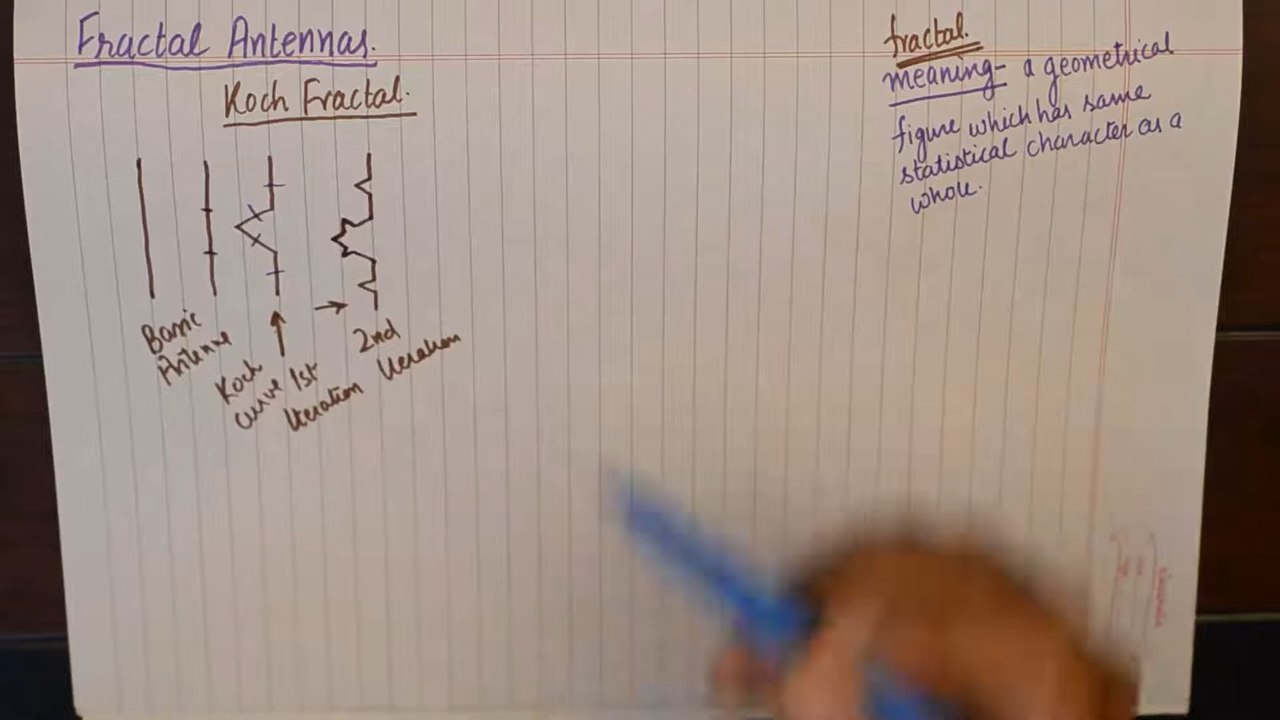 Fractal Antennas.
Koch Fractal.
Basic
Antenna
Koch
curve 1st
Iteration
2nd
Iteration
fractal.
meaning- a geometrical
figure which has same
statistical character as a
whole.